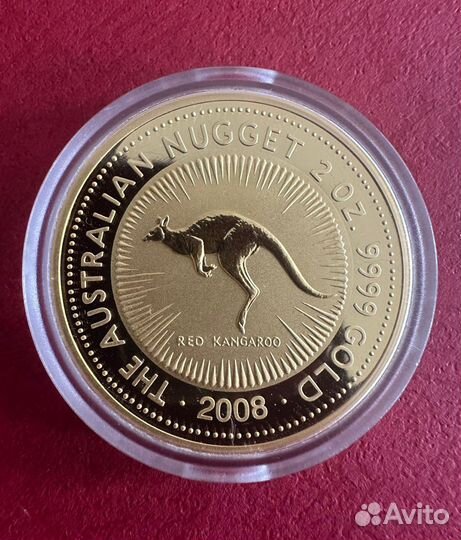 THE AUSTRALIAN NUGGET 2 OZ. 9999 GOLD
RED KANGAROO
· 2008 ·
Avito